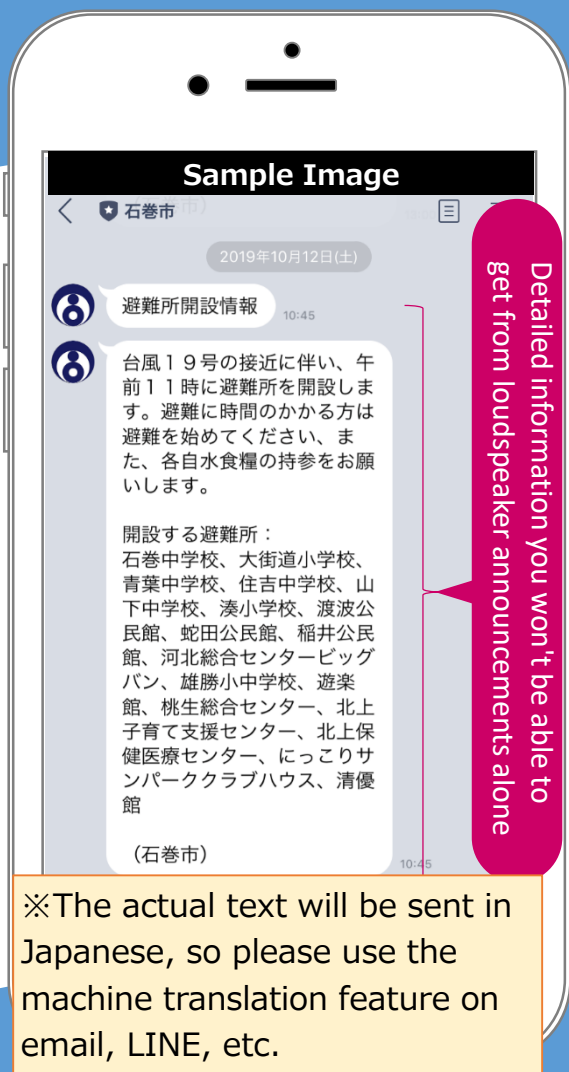 Sample Image
石巻市
2019年10月12日(土)
避難所開設情報
10:45
台風19号の接近に伴い、午
前11時に避難所を開設しま
す。避難に時間のかかる方は
避難を始めてください、ま
た、各自水食糧の持参をお願
いします。
開設する避難所：
石巻中学校、大街道小学校、
青葉中学校、住吉中学校、山
下中学校、湊小学校、渡波公
民館、蛇田公民館、稲井公民
館、河北総合センタービッグ
バン、雄勝小中学校、遊楽
館、桃生総合センター、北上
子育て支援センター、北上保
健医療センター、にっこりサ
ンパーククラブハウス、清優
館
（石巻市）
10:45
Detailed information you won't be able to
get from loudspeaker announcements alone
※The actual text will be sent in
Japanese, so please use the
machine translation feature on
email, LINE, etc.